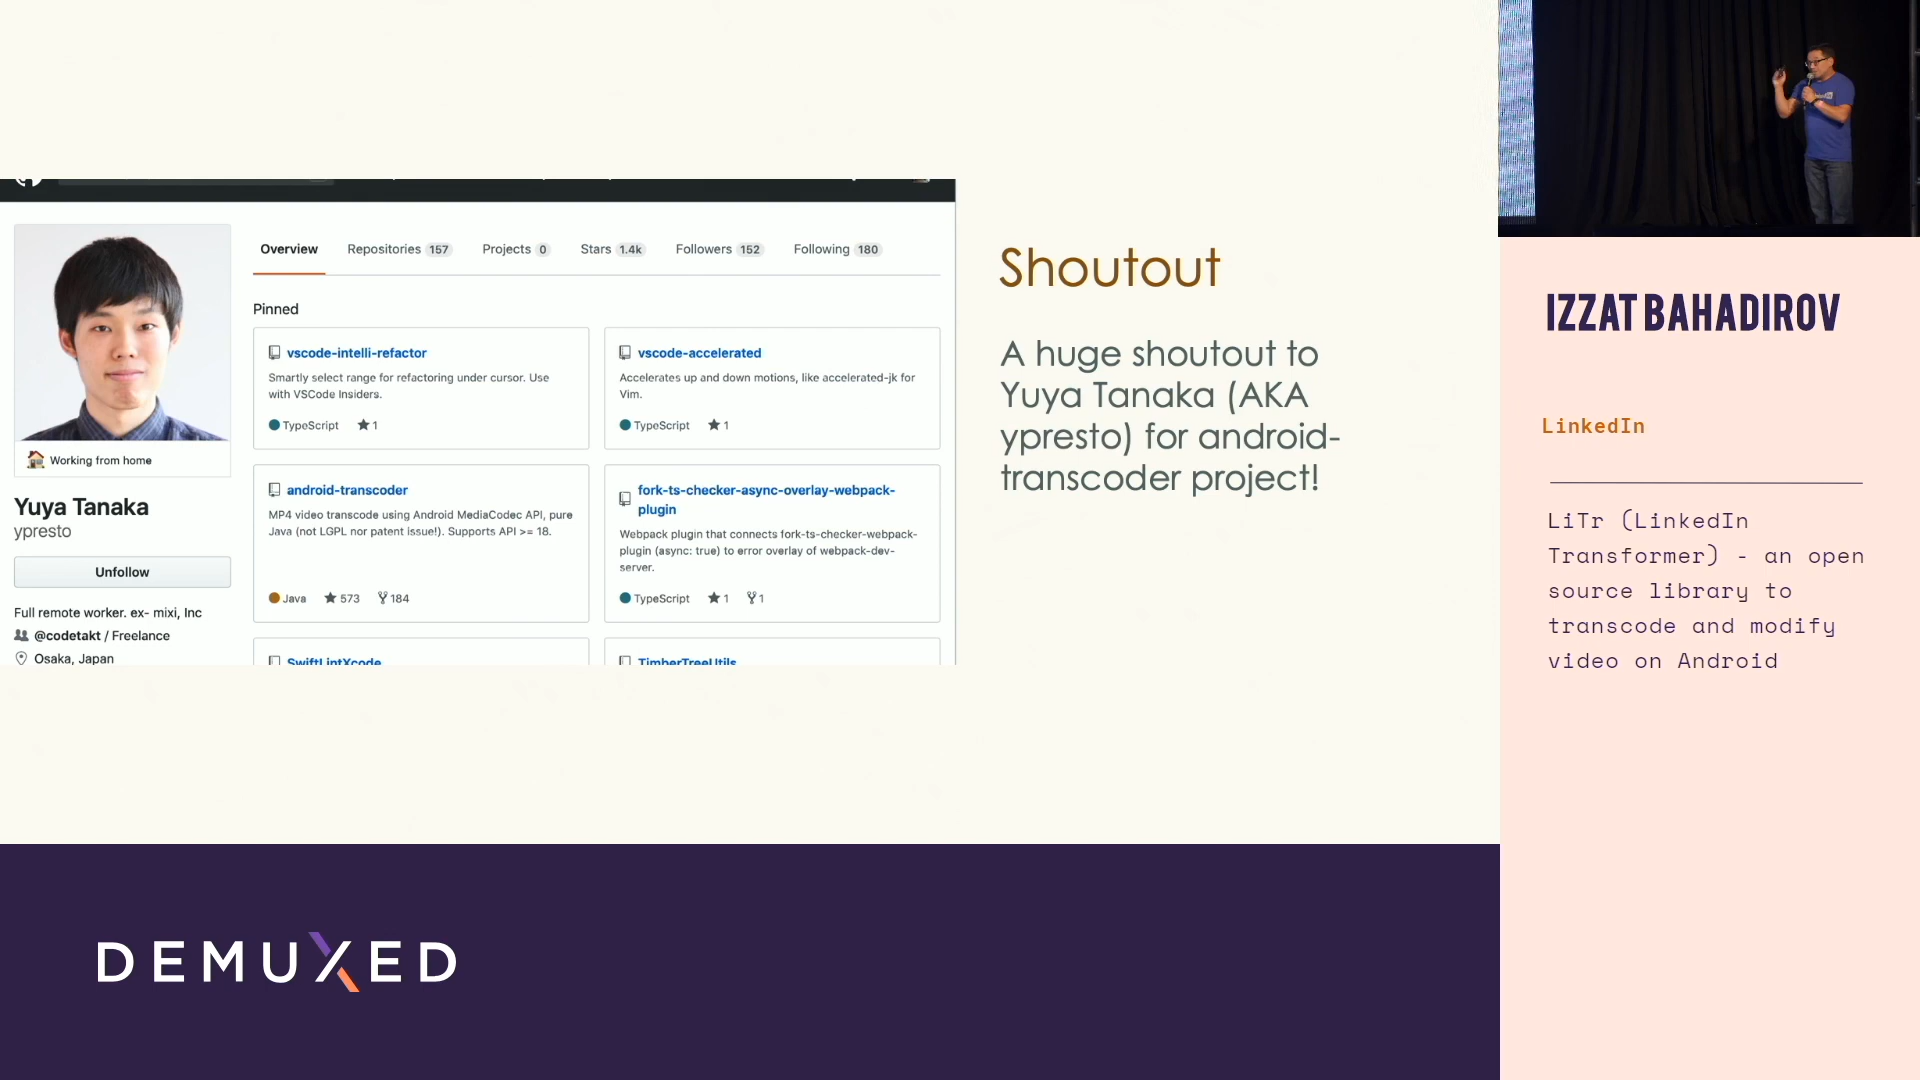 Overview
Repositories 157
Projects 0
Stars 1.4k
Followers 152
Following 180
Pinned
vscode-intelli-refactor
Smartly select range for refactoring under cursor. Use
with VSCode Insiders.
TypeScript
1
vscode-accelerated
Accelerates up and down motions, like accelerated-jk for
Vim.
TypeScript
1
android-transcoder
MP4 video transcode using Android MediaCodec API, pure
Java (not LGPL nor patent issue!). Supports API >= 18.
Java
573
184
fork-ts-checker-async-overlay-webpack-
plugin
Webpack plugin that connects fork-ts-checker-webpack-
plugin (async: true) to error overlay of webpack-dev-
server.
TypeScript
1
1
SwiftLintXcode
TimberTreeUtils
Working from home
Yuya Tanaka
ypresto
Unfollow
Full remote worker. ex- mixi, Inc
@codetakt / Freelance
Osaka, Japan
Shoutout
A huge shoutout to
Yuya Tanaka (AKA
ypresto) for android-
transcoder project!
IZZAT BAHADIROV
LinkedIn
LiTr (LinkedIn
Transformer) - an open
source library to
transcode and modify
video on Android
DEMUXED